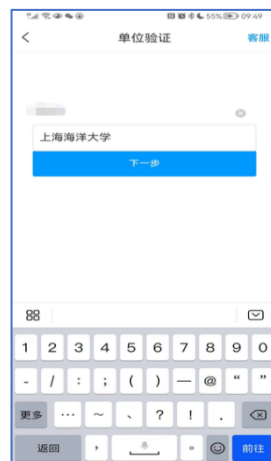 55% 09:49
单位验证 客服
上海海洋大学
下一步
1 2 3 4 5 6 7 8 9 0
- / : ; ( ) — @ “ ”
更多 … ~ 、 ? ! .
返回 , 。 前往